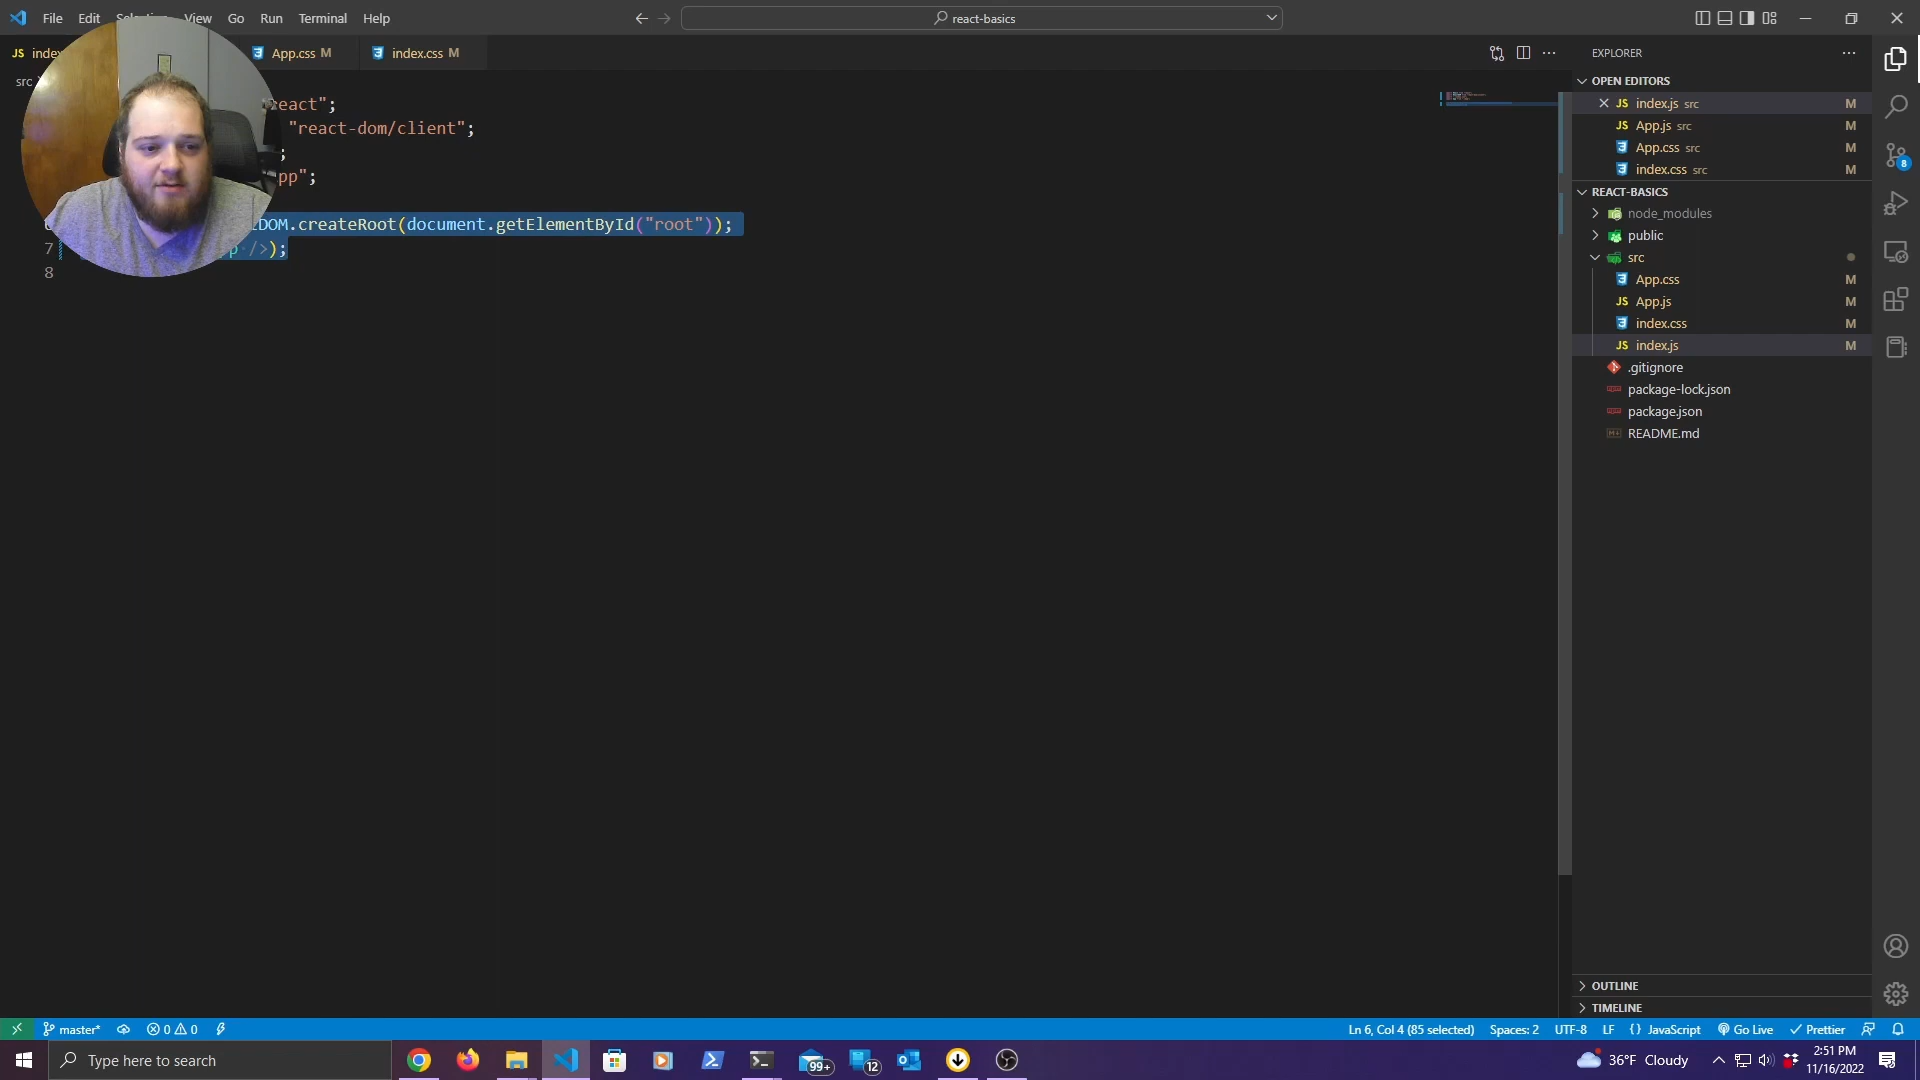 File Edit View Go Run Terminal Help
react-basics
App.css M
index.css M
src
react";
"react-dom/client";
;
pp";
DOM.createRoot(document.getElementById("root"));
7 p />);
8
EXPLORER
OPEN EDITORS
index.js src M
App.js src M
App.css src M
index.css src M
REACT-BASICS
node_modules
public
src
App.css M
App.js M
index.css M
index.js M
.gitignore
package-lock.json
package.json
README.md
OUTLINE
TIMELINE
8
master* 0 0
Ln 6, Col 4 (85 selected) Spaces: 2 UTF-8 LF {} JavaScript Go Live Prettier
Type here to search
99+
12
36°F Cloudy
2:51 PM
11/16/2022